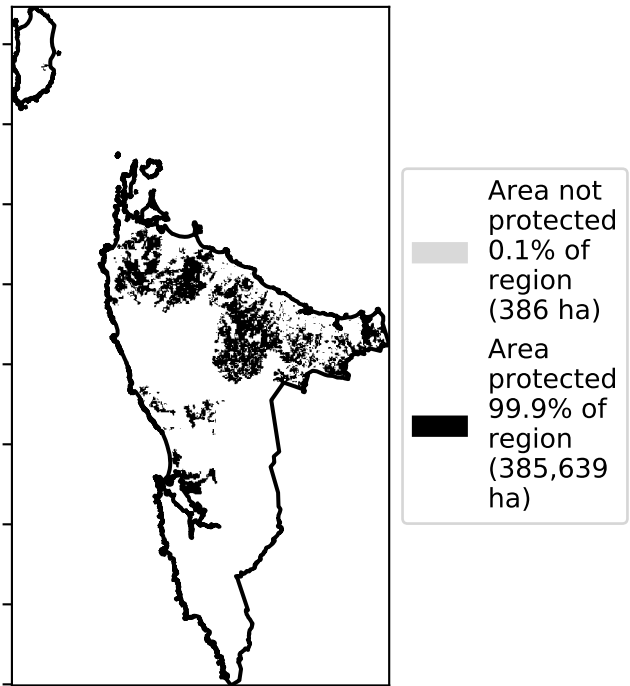 Area not
protected
0.1% of
region
(386 ha)
Area
protected
99.9% of
region
(385,639
ha)